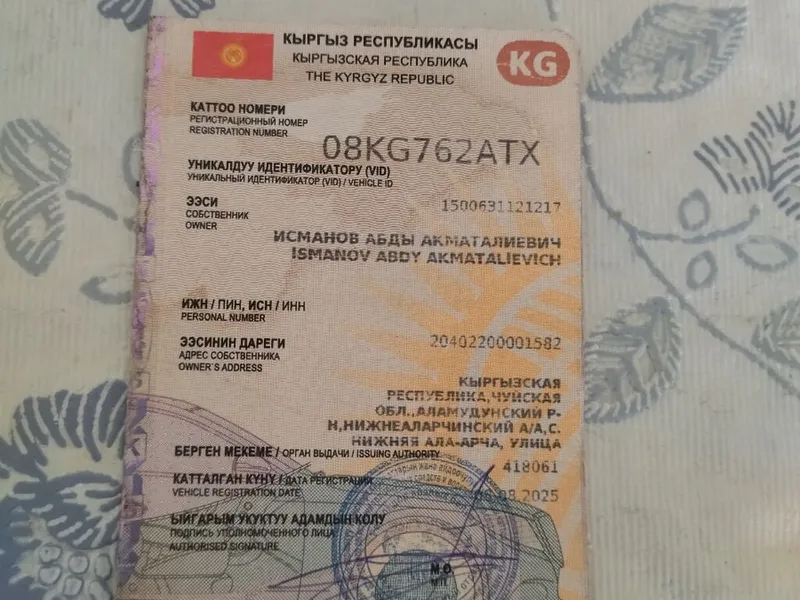 КЫРГЫЗ РЕСПУБЛИКАСЫ
КЫРГЫЗСКАЯ РЕСПУБЛИКА
THE KYRGYZ REPUBLIC
KG
КАТТОО НОМЕРИ
РЕГИСТРАЦИОННЫЙ НОМЕР
REGISTRATION NUMBER
08KG762ATX
УНИКАЛДУУ ИДЕНТИФИКАТОРУ (VID)
УНИКАЛЬНЫЙ ИДЕНТИФИКАТОР (VID) / VEHICLE ID
1500631121217
ЭЭСИ
СОБСТВЕННИК
OWNER
ИСМАНОВ АБДЫ АКМАТАЛИЕВИЧ
ISMANOV ABDY AKMATALIEVICH
ИЖН / ПИН, ИСН / ИНН
PERSONAL NUMBER
20402200001582
ЭЭСИНИН ДАРЕГИ
АДРЕС СОБСТВЕННИКА
OWNER`S ADDRESS
КЫРГЫЗСКАЯ
РЕСПУБЛИКА,ЧУЙСКАЯ
ОБЛ.,АЛАМУДУНСКИЙ Р-
Н,НИЖНЕАЛАРЧИНСКИЙ А/А,С.
НИЖНЯЯ АЛА-АРЧА, УЛИЦА
БЕРГЕН МЕКЕМЕ / ОРГАН ВЫДАЧИ / ISSUING AUTHORITY
418061
КАТТАЛГАН КҮНҮ / ДАТА РЕГИСТРАЦИИ
VEHICLE REGISTRATION DATE
.08.2025
ЫЙГАРЫМ УКУКТУУ АДАМДЫН КОЛУ
ПОДПИСЬ УПОЛНОМОЧЕННОГО ЛИЦА
AUTHORISED SIGNATURE
М.О.
М.П.